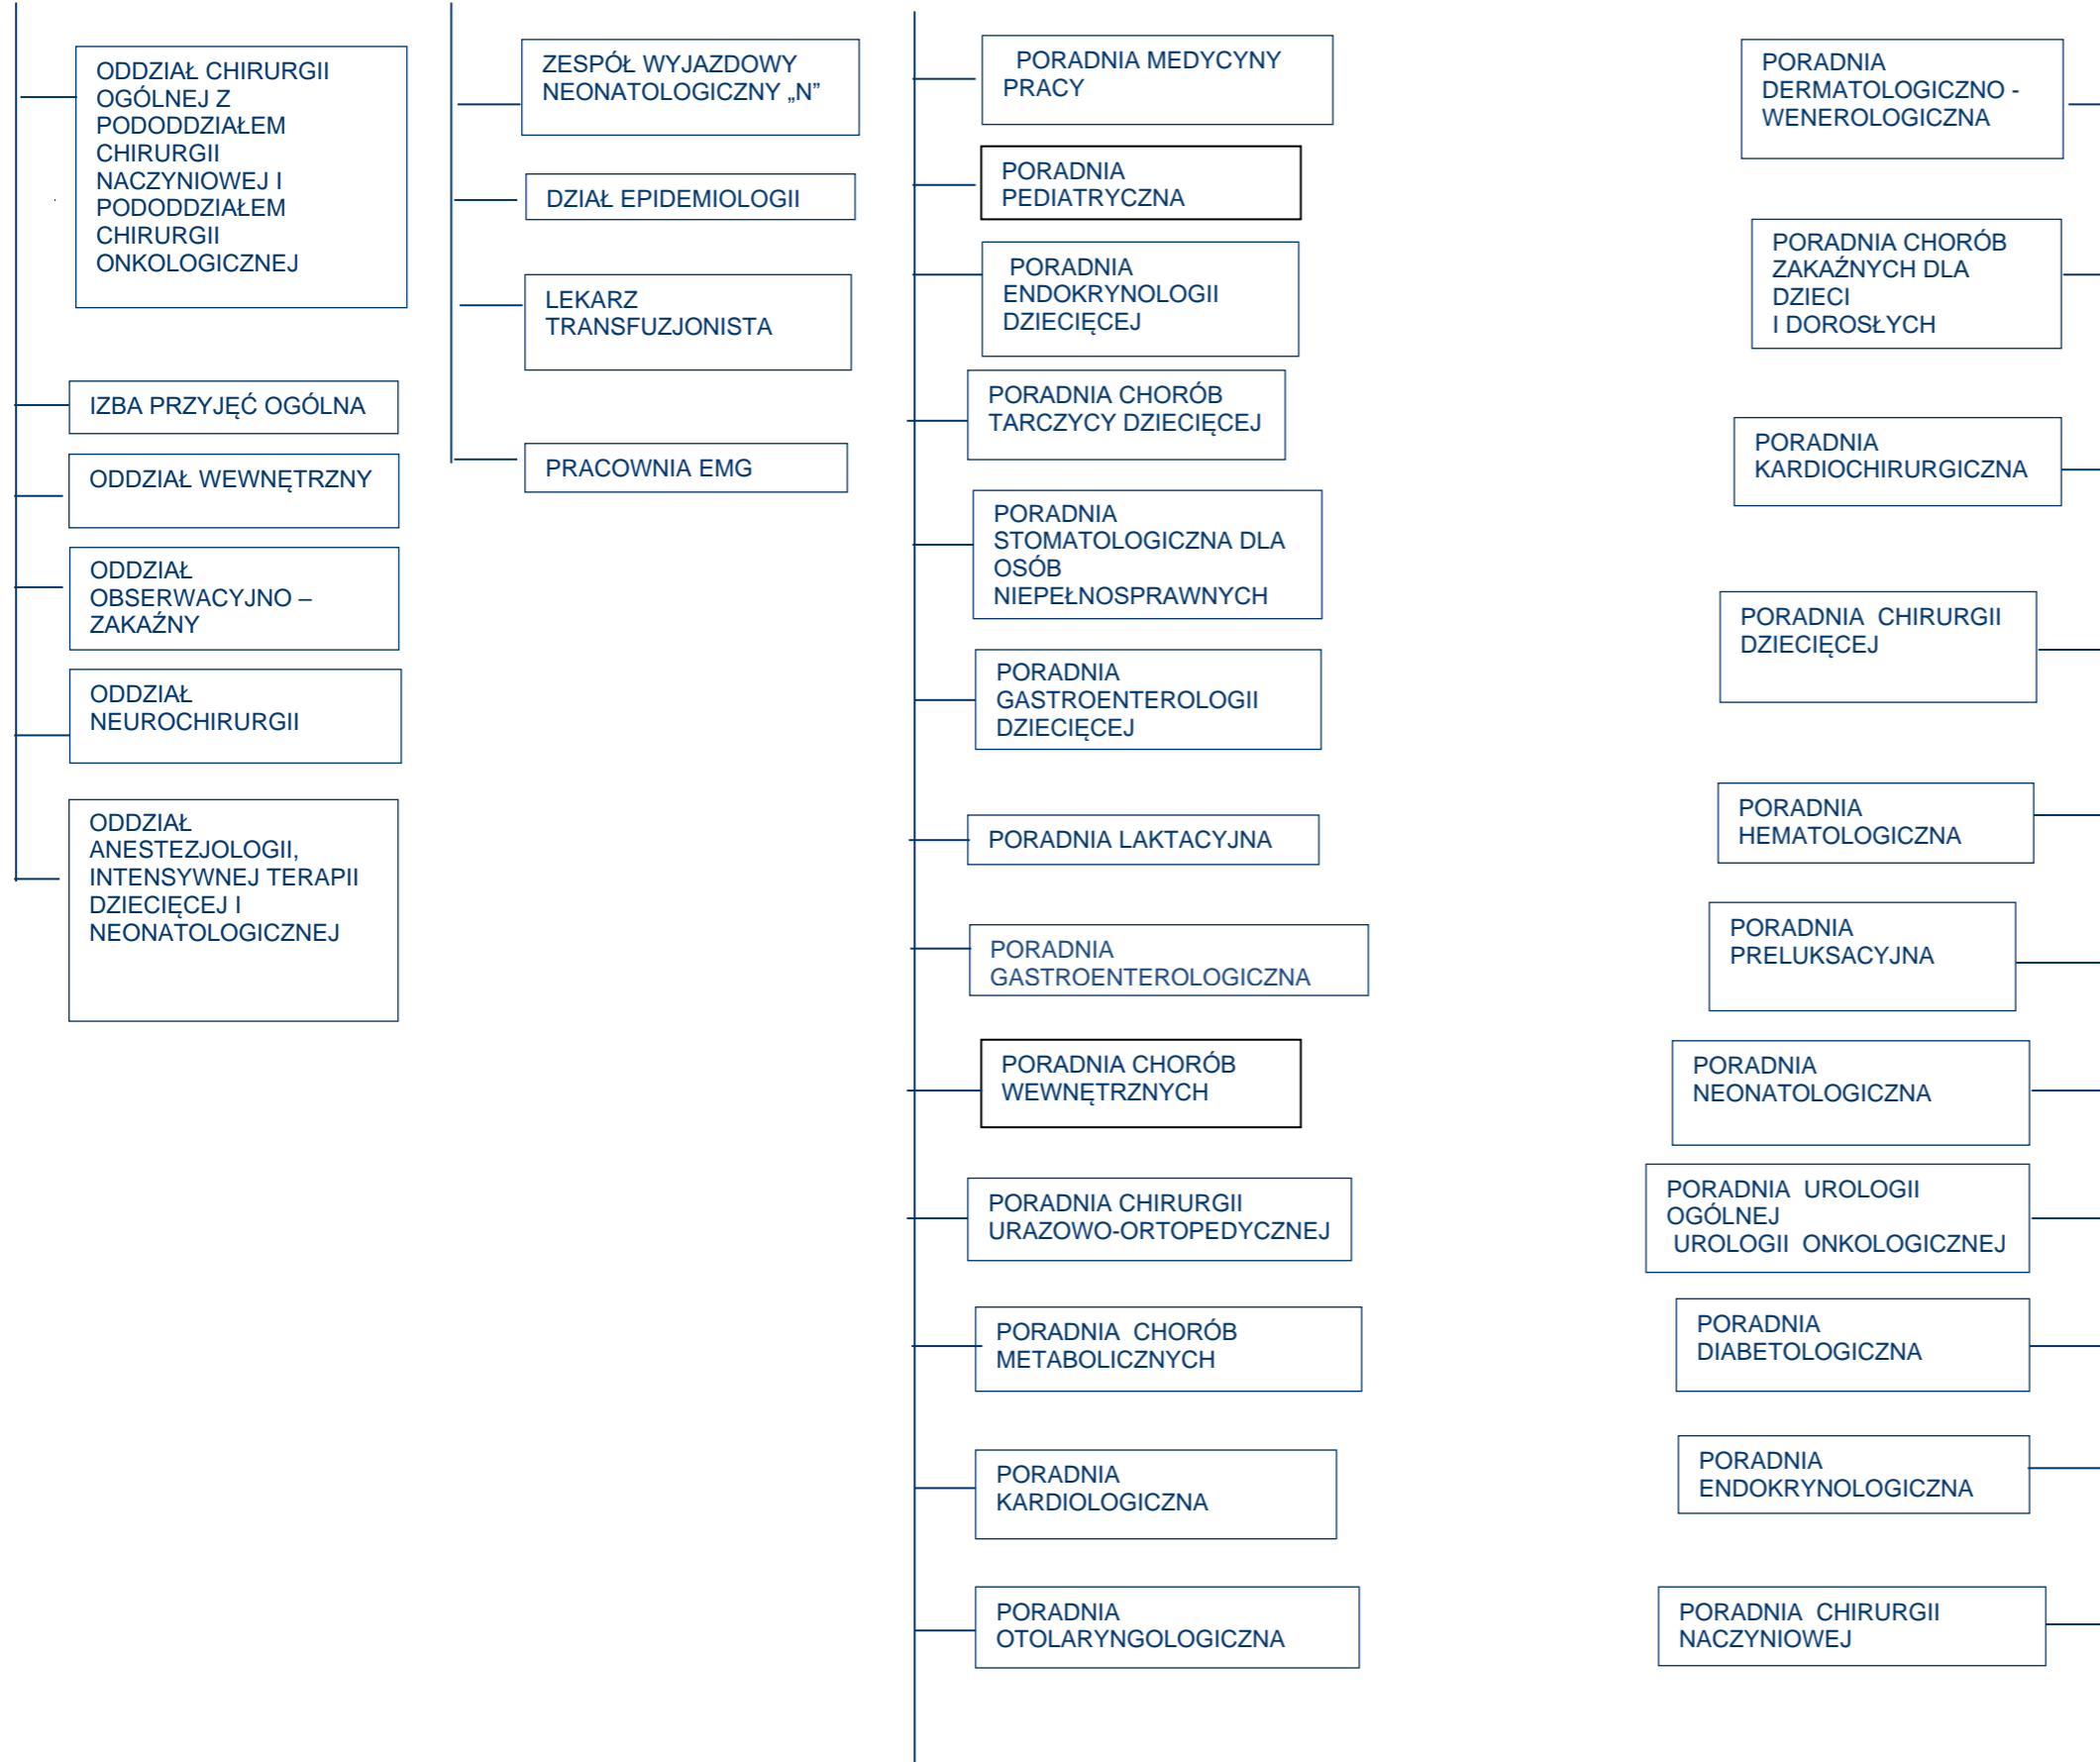 ODDZIAŁ CHIRURGII
OGÓLNEJ Z
PODODDZIAŁEM
CHIRURGII
NACZYNIOWEJ I
PODODDZIAŁEM
CHIRURGII
ONKOLOGICZNEJ
IZBA PRZYJĘĆ OGÓLNA
ODDZIAŁ WEWNĘTRZNY
ODDZIAŁ
OBSERWACYJNO –
ZAKAŹNY
ODDZIAŁ
NEUROCHIRURGII
ODDZIAŁ
ANESTEZJOLOGII,
INTENSYWNEJ TERAPII
DZIECIĘCEJ I
NEONATOLOGICZNEJ
ZESPÓŁ WYJAZDOWY
NEONATOLOGICZNY „N”
DZIAŁ EPIDEMIOLOGII
LEKARZ
TRANSFUZJONISTA
PRACOWNIA EMG
PORADNIA MEDYCYNY
PRACY
PORADNIA
PEDIATRYCZNA
PORADNIA
ENDOKRYNOLOGII
DZIECIĘCEJ
PORADNIA CHORÓB
TARCZYCY DZIECIĘCEJ
PORADNIA
STOMATOLOGICZNA DLA
OSÓB
NIEPEŁNOSPRAWNYCH
PORADNIA
GASTROENTEROLOGII
DZIECIĘCEJ
PORADNIA LAKTACYJNA
PORADNIA
GASTROENTEROLOGICZNA
PORADNIA CHORÓB
WEWNĘTRZNYCH
PORADNIA CHIRURGII
URAZOWO-ORTOPEDYCZNEJ
PORADNIA CHORÓB
METABOLICZNYCH
PORADNIA
KARDIOLOGICZNA
PORADNIA
OTOLARYNGOLOGICZNA
PORADNIA
DERMATOLOGICZNO -
WENEROLOGICZNA
PORADNIA CHORÓB
ZAKAŹNYCH DLA
DZIECI
I DOROSŁYCH
PORADNIA
KARDIOCHIRURGICZNA
PORADNIA CHIRURGII
DZIECIĘCEJ
PORADNIA
HEMATOLOGICZNA
PORADNIA
PRELUKSACYJNA
PORADNIA
NEONATOLOGICZNA
PORADNIA UROLOGII
OGÓLNEJ
UROLOGII ONKOLOGICZNEJ
PORADNIA
DIABETOLOGICZNA
PORADNIA
ENDOKRYNOLOGICZNA
PORADNIA CHIRURGII
NACZYNIOWEJ